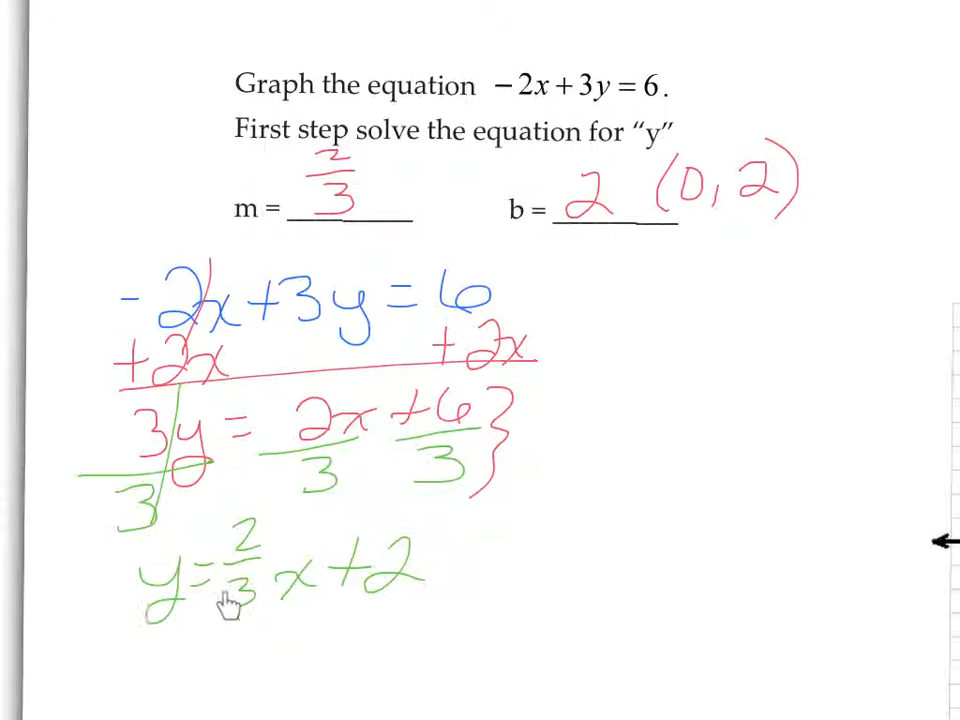 Graph the equation −2x + 3y = 6.
First step solve the equation for “y”
m = 2/3 b = 2 (0, 2)
-2x+3y=6
+2x +2x
3y = 2x +6 }
3 3 3
y = 2/3 x + 2